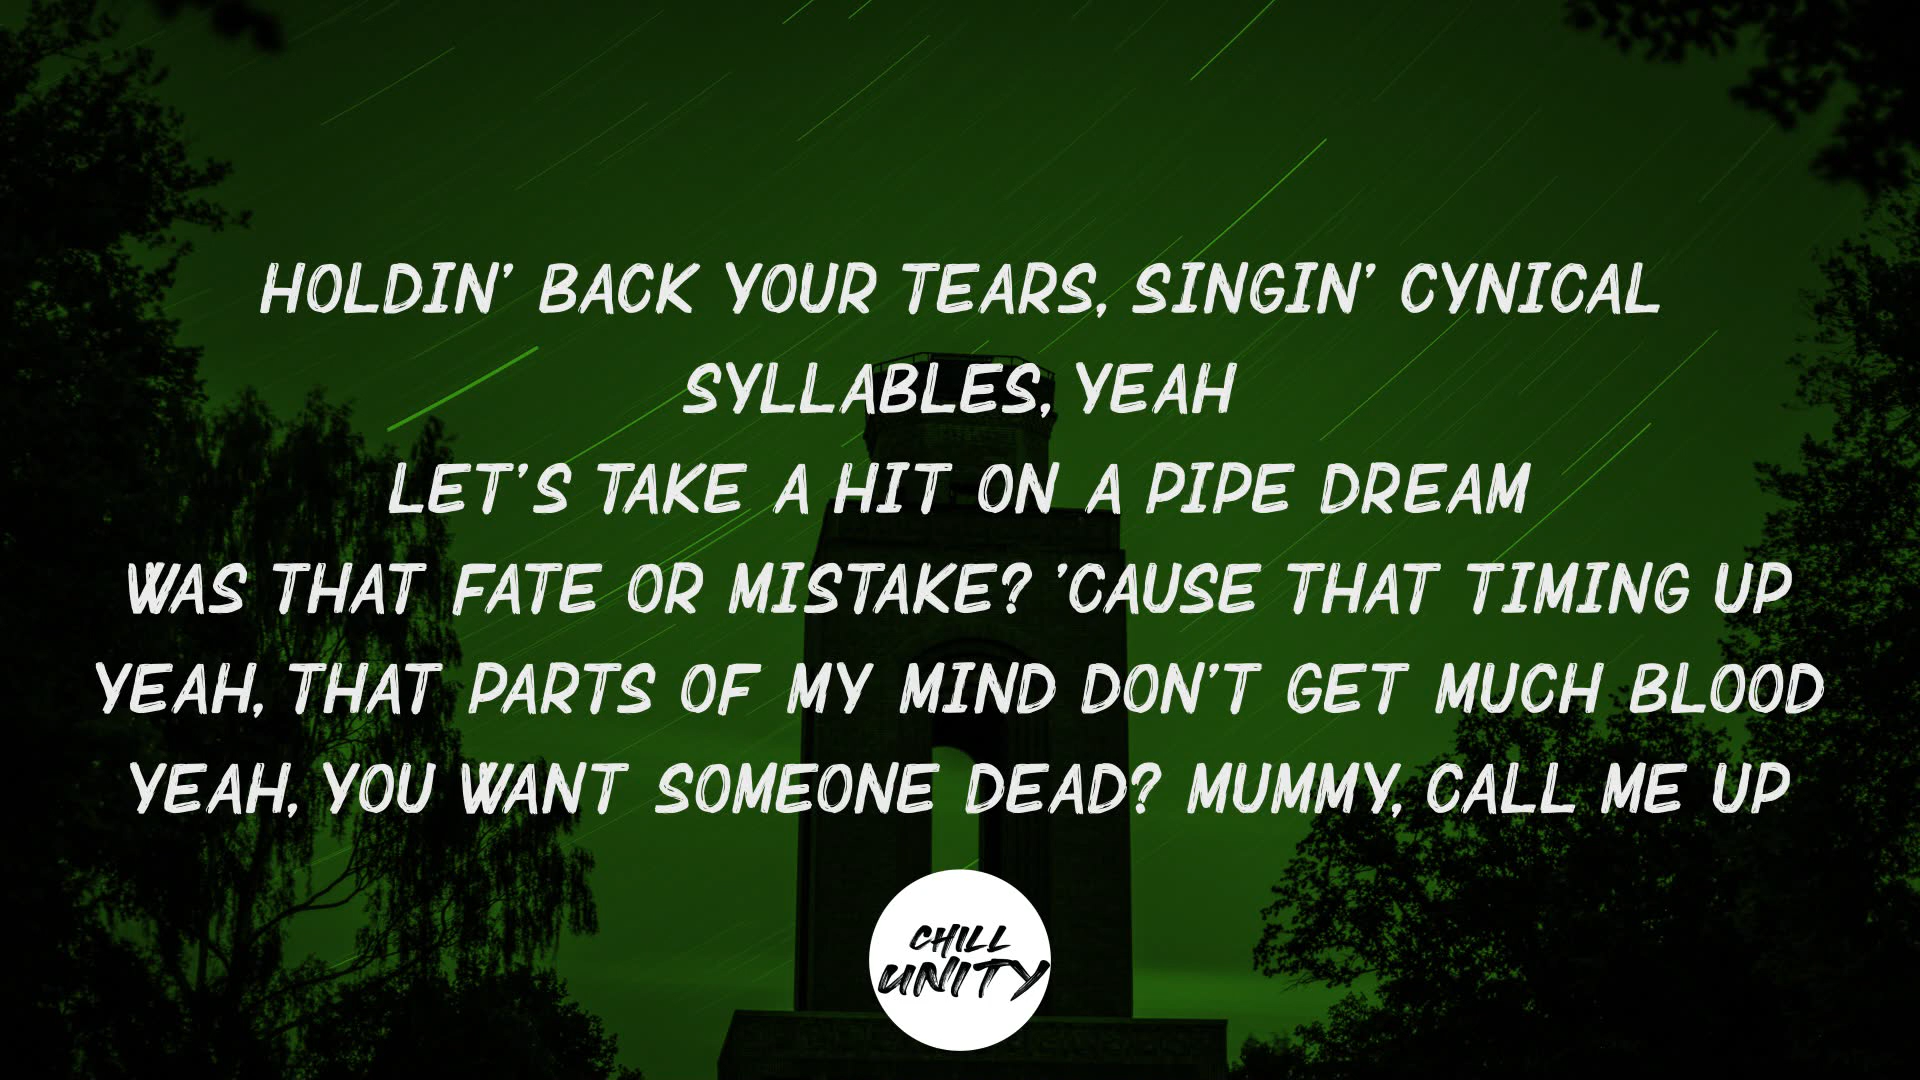 HOLDIN' BACK YOUR TEARS, SINGIN' CYNICAL
SYLLABLES, YEAH
LET'S TAKE A HIT ON A PIPE DREAM
WAS THAT FATE OR MISTAKE? 'CAUSE THAT TIMING UP
YEAH, THAT PARTS OF MY MIND DON'T GET MUCH BLOOD
YEAH, YOU WANT SOMEONE DEAD? MUMMY, CALL ME UP
CHILL
UNITY